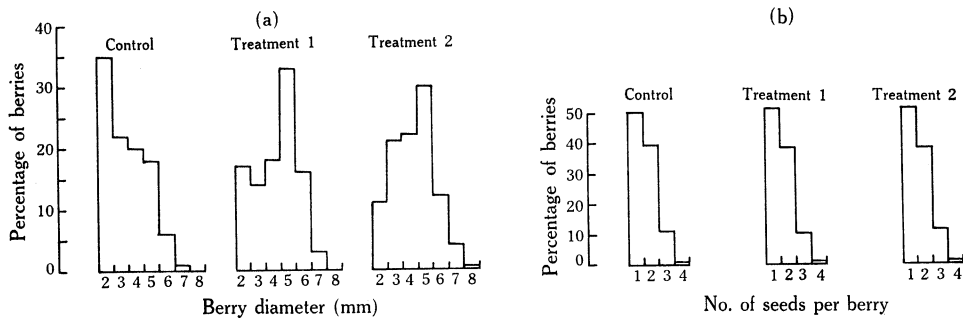 (a)
Control
Treatment 1
Treatment 2
40
30
20
10
0
Percentage of berries
2 3 4 5 6 7 8
2 3 4 5 6 7 8
2 3 4 5 6 7 8
Berry diameter (mm)
(b)
Control
Treatment 1
Treatment 2
50
40
30
20
10
0
Percentage of berries
1 2 3 4
1 2 3 4
1 2 3 4
No. of seeds per berry